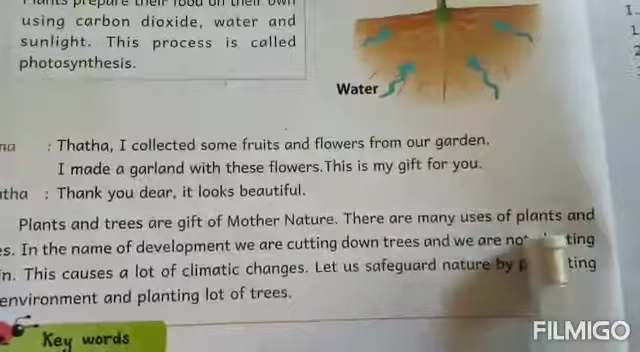 Plants prepare their food on their own
using carbon dioxide, water and
sunlight. This process is called
photosynthesis.
Water
: Thatha, I collected some fruits and flowers from our garden.
I made a garland with these flowers.This is my gift for you.
: Thank you dear, it looks beautiful.
Plants and trees are gift of Mother Nature. There are many uses of plants and
In the name of development we are cutting down trees and we are
This causes a lot of climatic changes. Let us safeguard nature by
environment and planting lot of trees.
Key words
FILMIGO